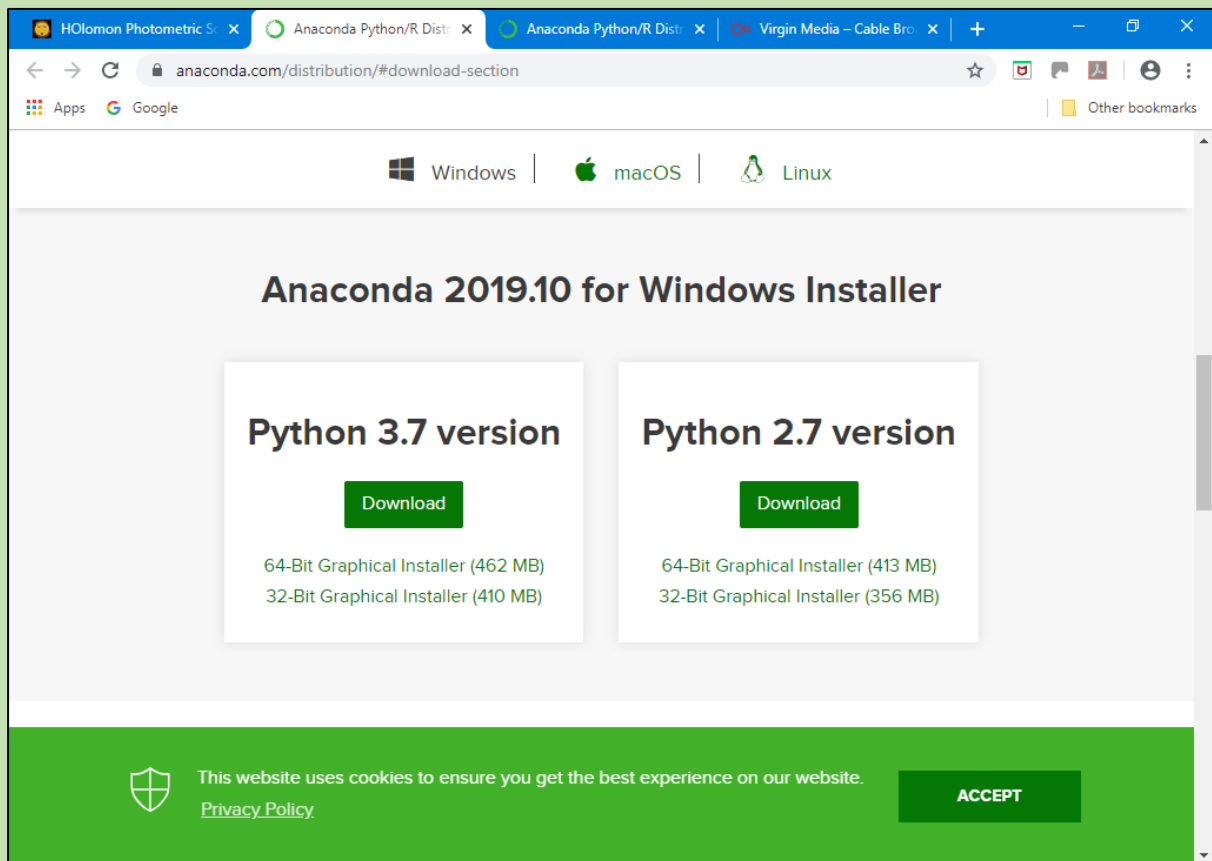 HOlomon Photometric So
Anaconda Python/R Distr
Anaconda Python/R Distr
Virgin Media – Cable Bro
anaconda.com/distribution/#download-section
Apps
Google
Other bookmarks
Windows
macOS
Linux
Anaconda 2019.10 for Windows Installer
Python 3.7 version
Download
64-Bit Graphical Installer (462 MB)
32-Bit Graphical Installer (410 MB)
Python 2.7 version
Download
64-Bit Graphical Installer (413 MB)
32-Bit Graphical Installer (356 MB)
This website uses cookies to ensure you get the best experience on our website.
Privacy Policy
ACCEPT